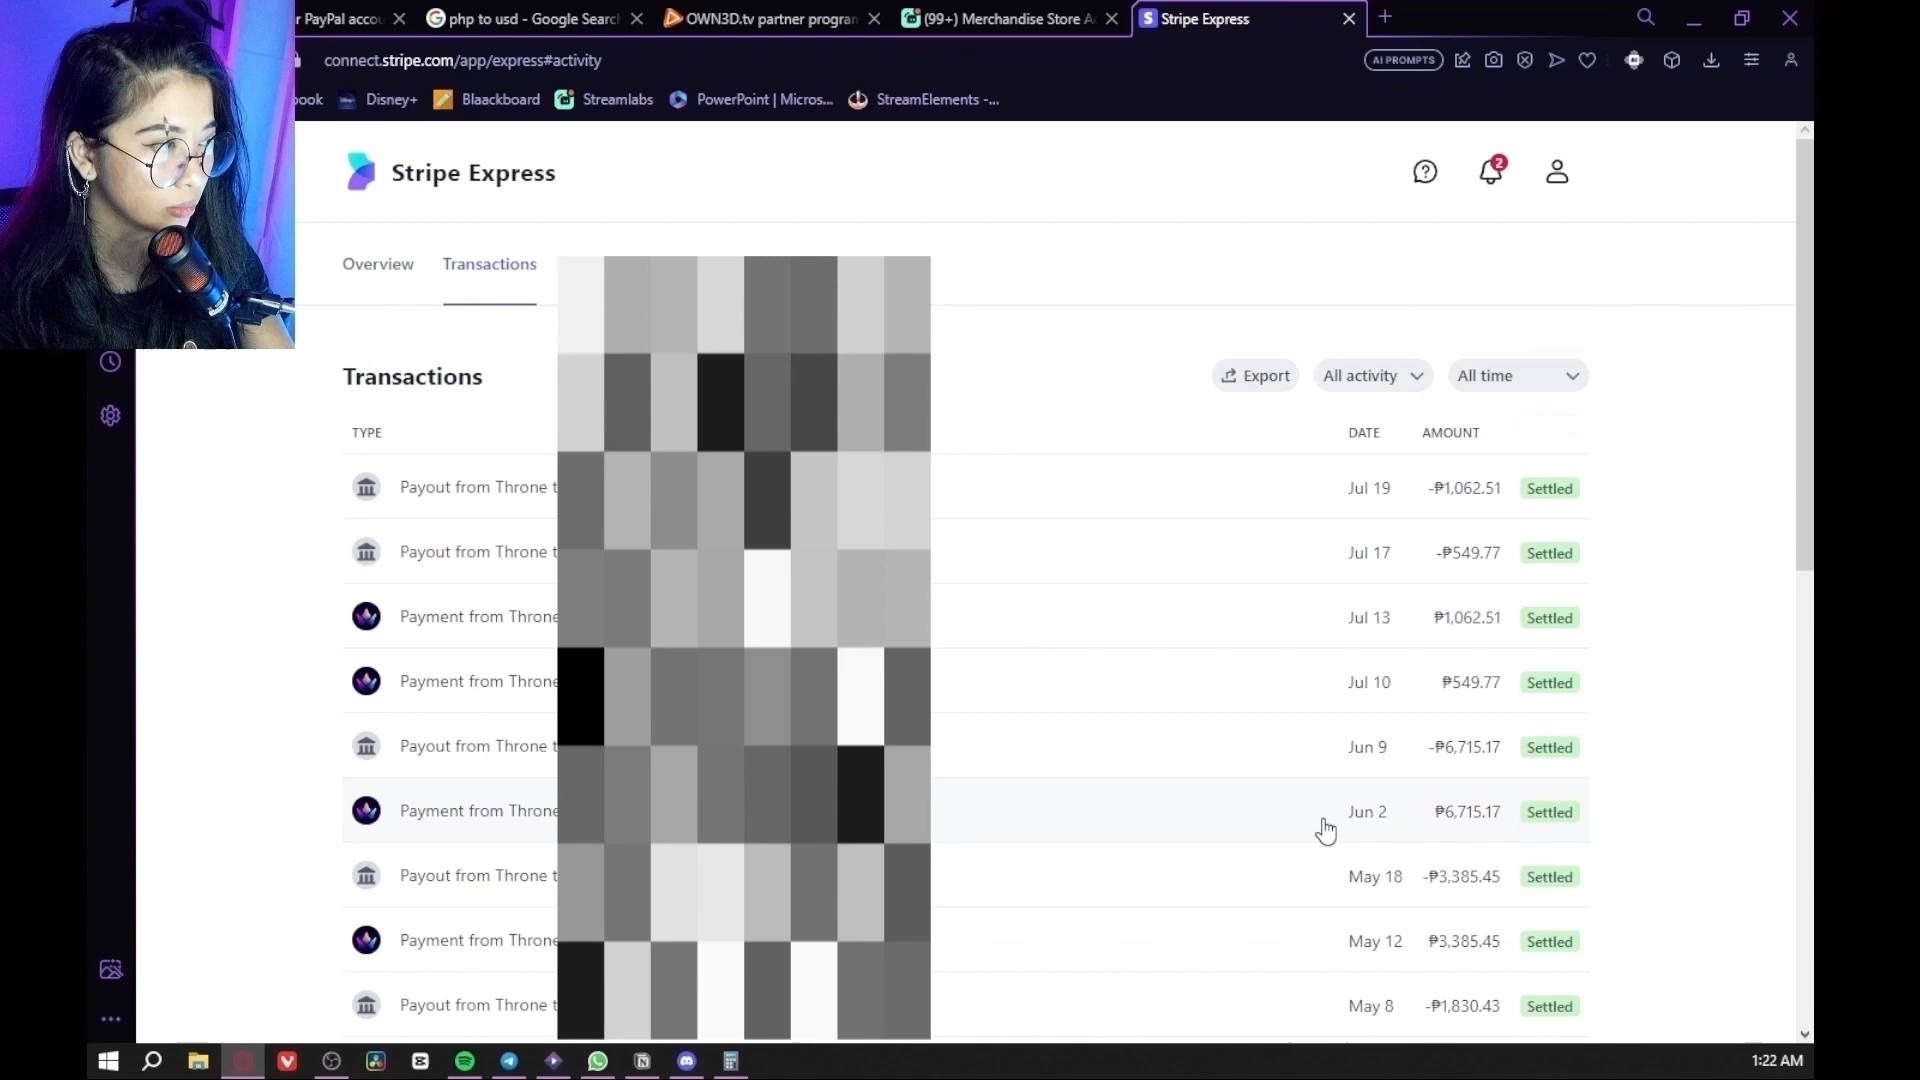 r PayPal accou
php to usd - Google Search
OWN3D.tv partner program
(99+) Merchandise Store A
Stripe Express
connect.stripe.com/app/express#activity
AI PROMPTS
book
Disney+
Blaackboard
Streamlabs
PowerPoint | Micros...
StreamElements -...
Stripe Express
2
Overview
Transactions
Transactions
Export
All activity
All time
TYPE
DATE
AMOUNT
Payout from Throne t
Jul 19
-₱1,062.51
Settled
Payout from Throne t
Jul 17
-₱549.77
Settled
Payment from Throne
Jul 13
₱1,062.51
Settled
Payment from Throne
Jul 10
₱549.77
Settled
Payout from Throne t
Jun 9
-₱6,715.17
Settled
Payment from Throne
Jun 2
₱6,715.17
Settled
Payout from Throne t
May 18
-₱3,385.45
Settled
Payment from Throne
May 12
₱3,385.45
Settled
Payout from Throne t
May 8
-₱1,830.43
Settled
1:22 AM